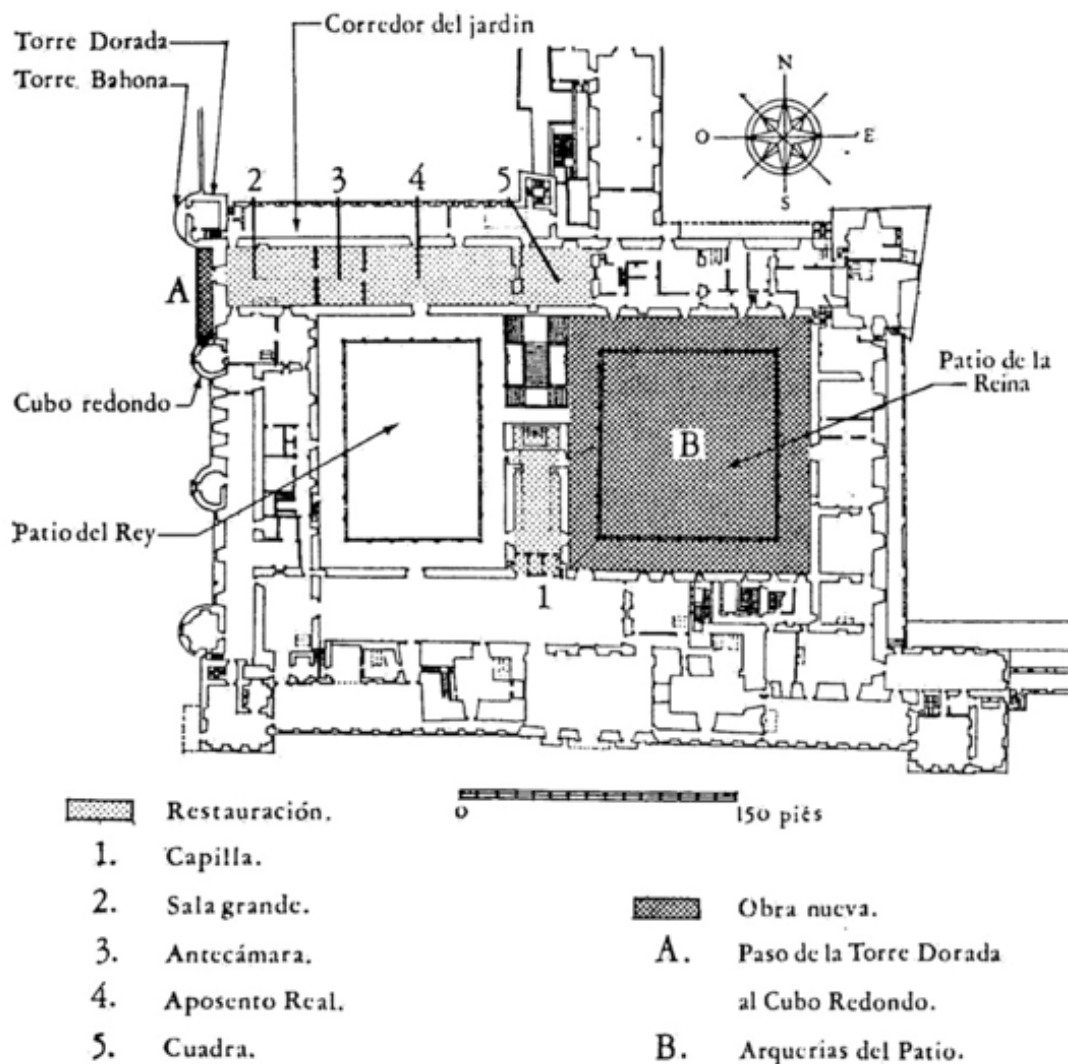 Corredor del jardin
Torre Dorada
Torre Bahona
N
O
E
S
2
3
4
5
A
Cubo redondo
Patio de la
Reina
B
Patio del Rey
1
Restauración.
0
150 piés
1. Capilla.
2. Sala grande.
3. Antecámara.
4. Aposento Real.
5. Cuadra.
Obra nueva.
A. Paso de la Torre Dorada
al Cubo Redondo.
B. Arquerias del Patio.